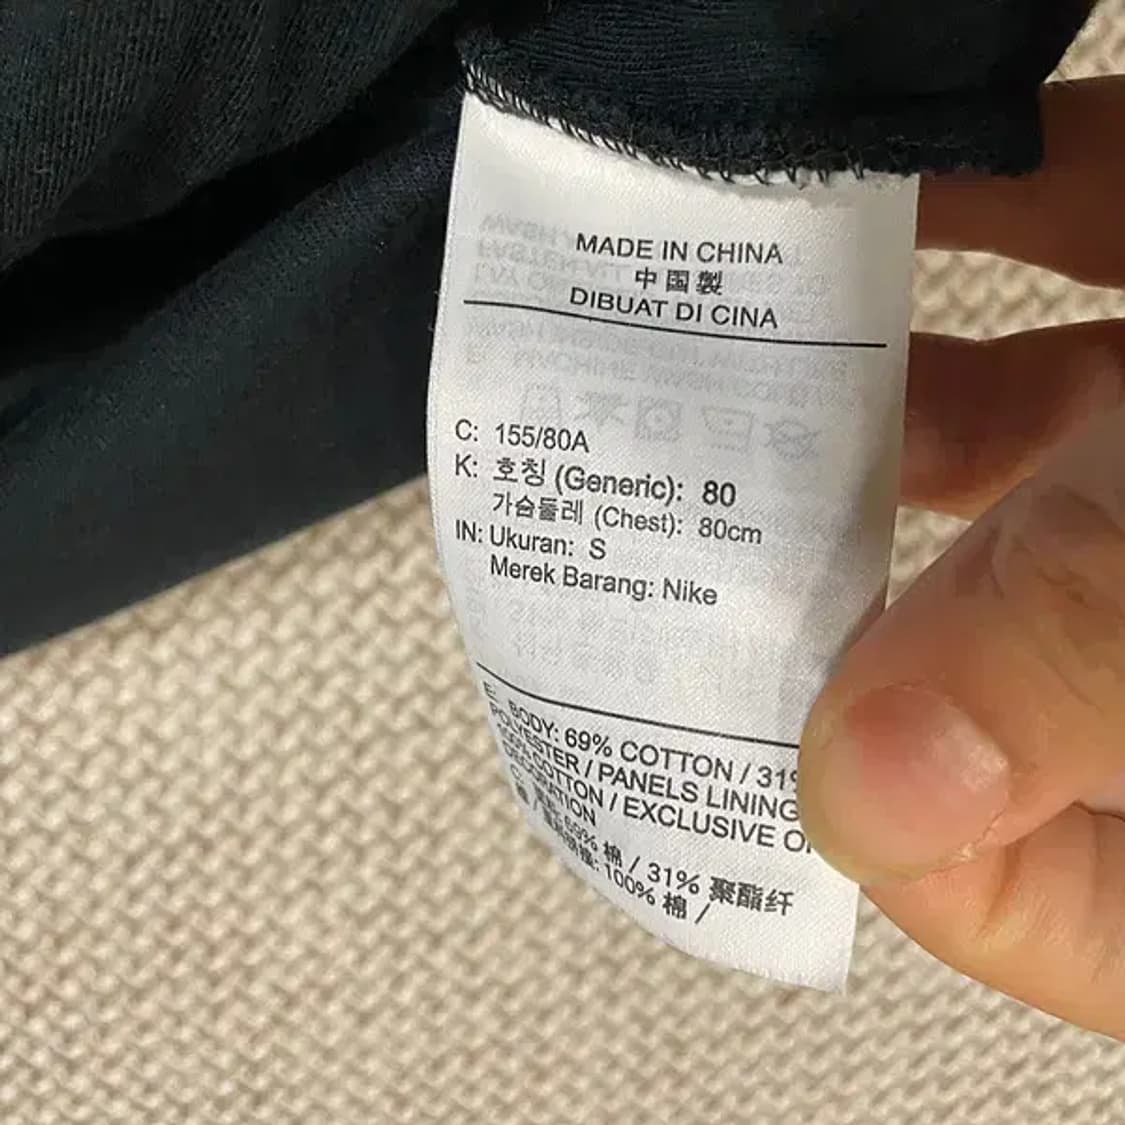 MADE IN CHINA
中国製
DIBUAT DI CINA
C: 155/80A
K: 호칭 (Generic): 80
가슴둘레 (Chest): 80cm
IN: Ukuran: S
Merek Barang: Nike
E: BODY: 69% COTTON / 31%
POLYESTER / PANELS LINING
100% COTTON / EXCLUSIVE OF
DECORATION
69% 棉 / 31% 聚酯纤
100% 棉 /